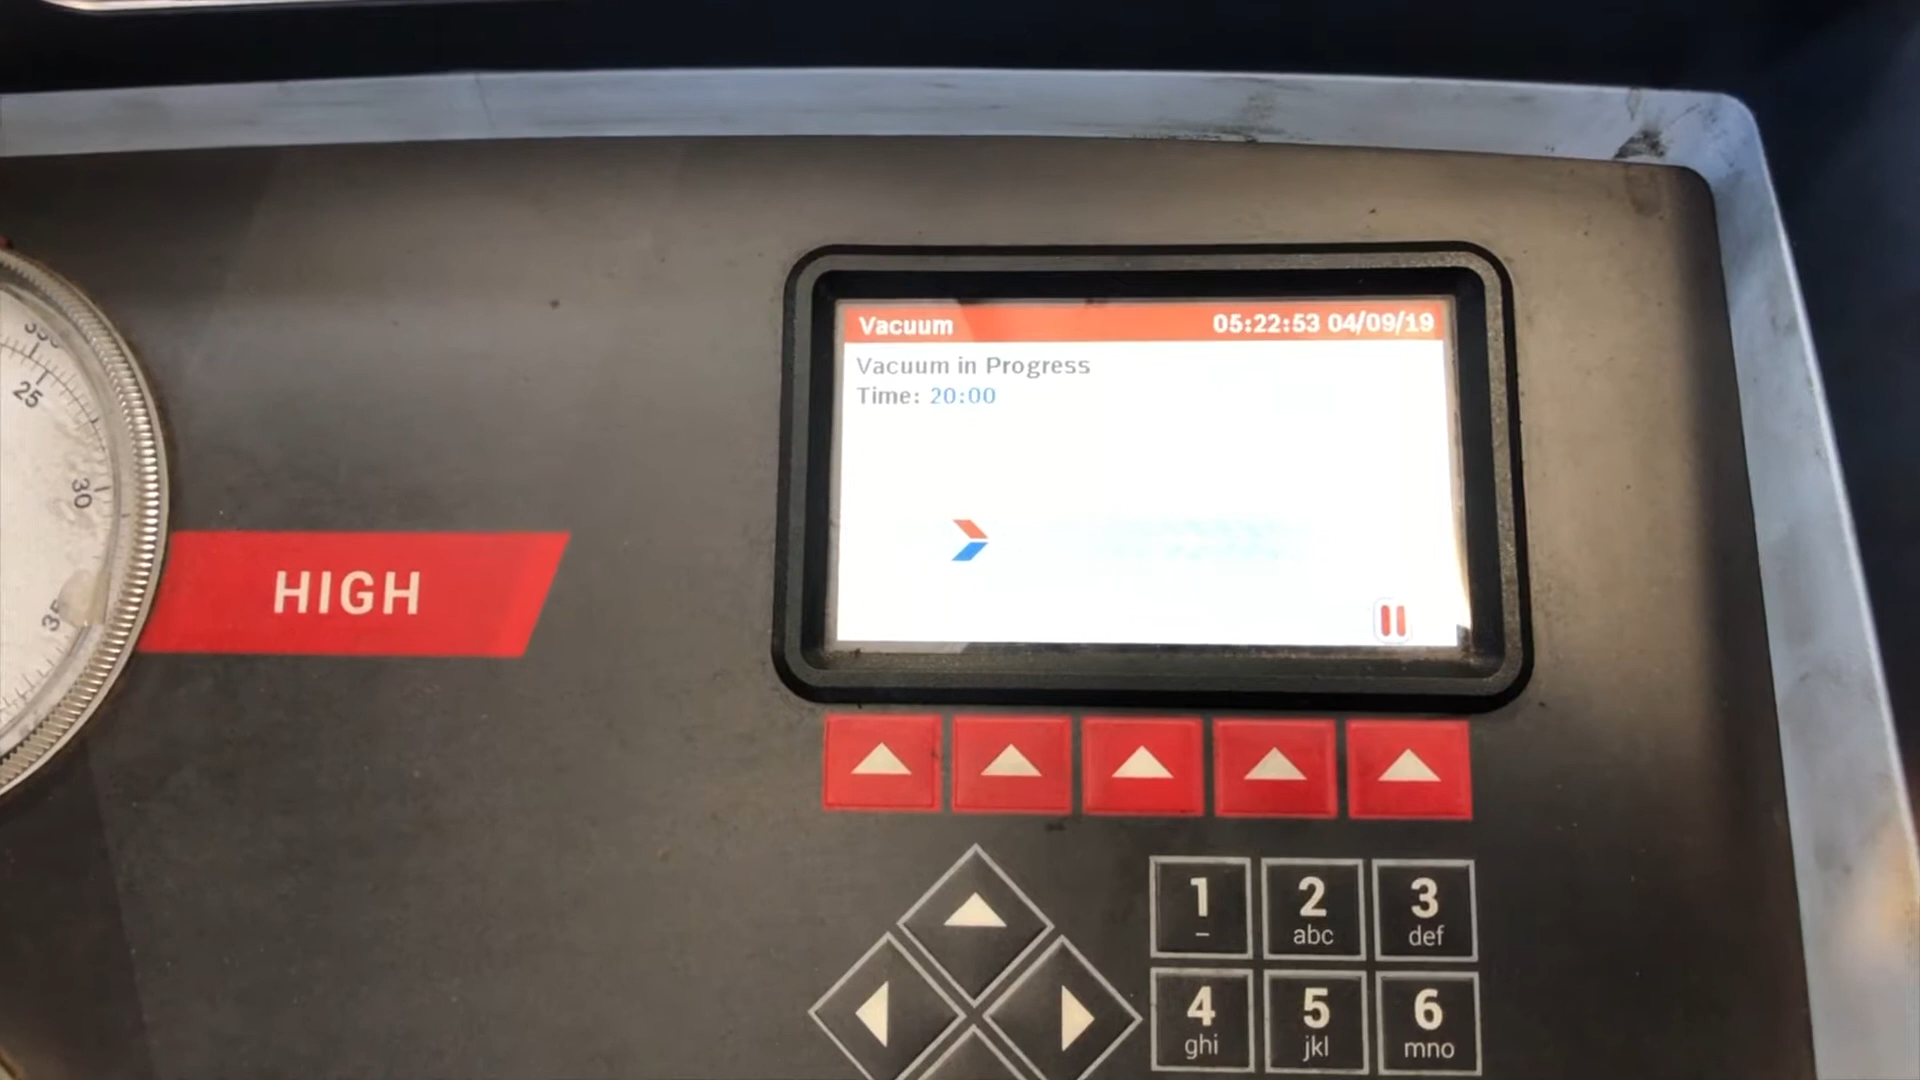 Vacuum 05:22:53 04/09/19
Vacuum in Progress
Time: 20:00
25
30
35
HIGH
1 2 3
– abc def
4 5 6
ghi jkl mno